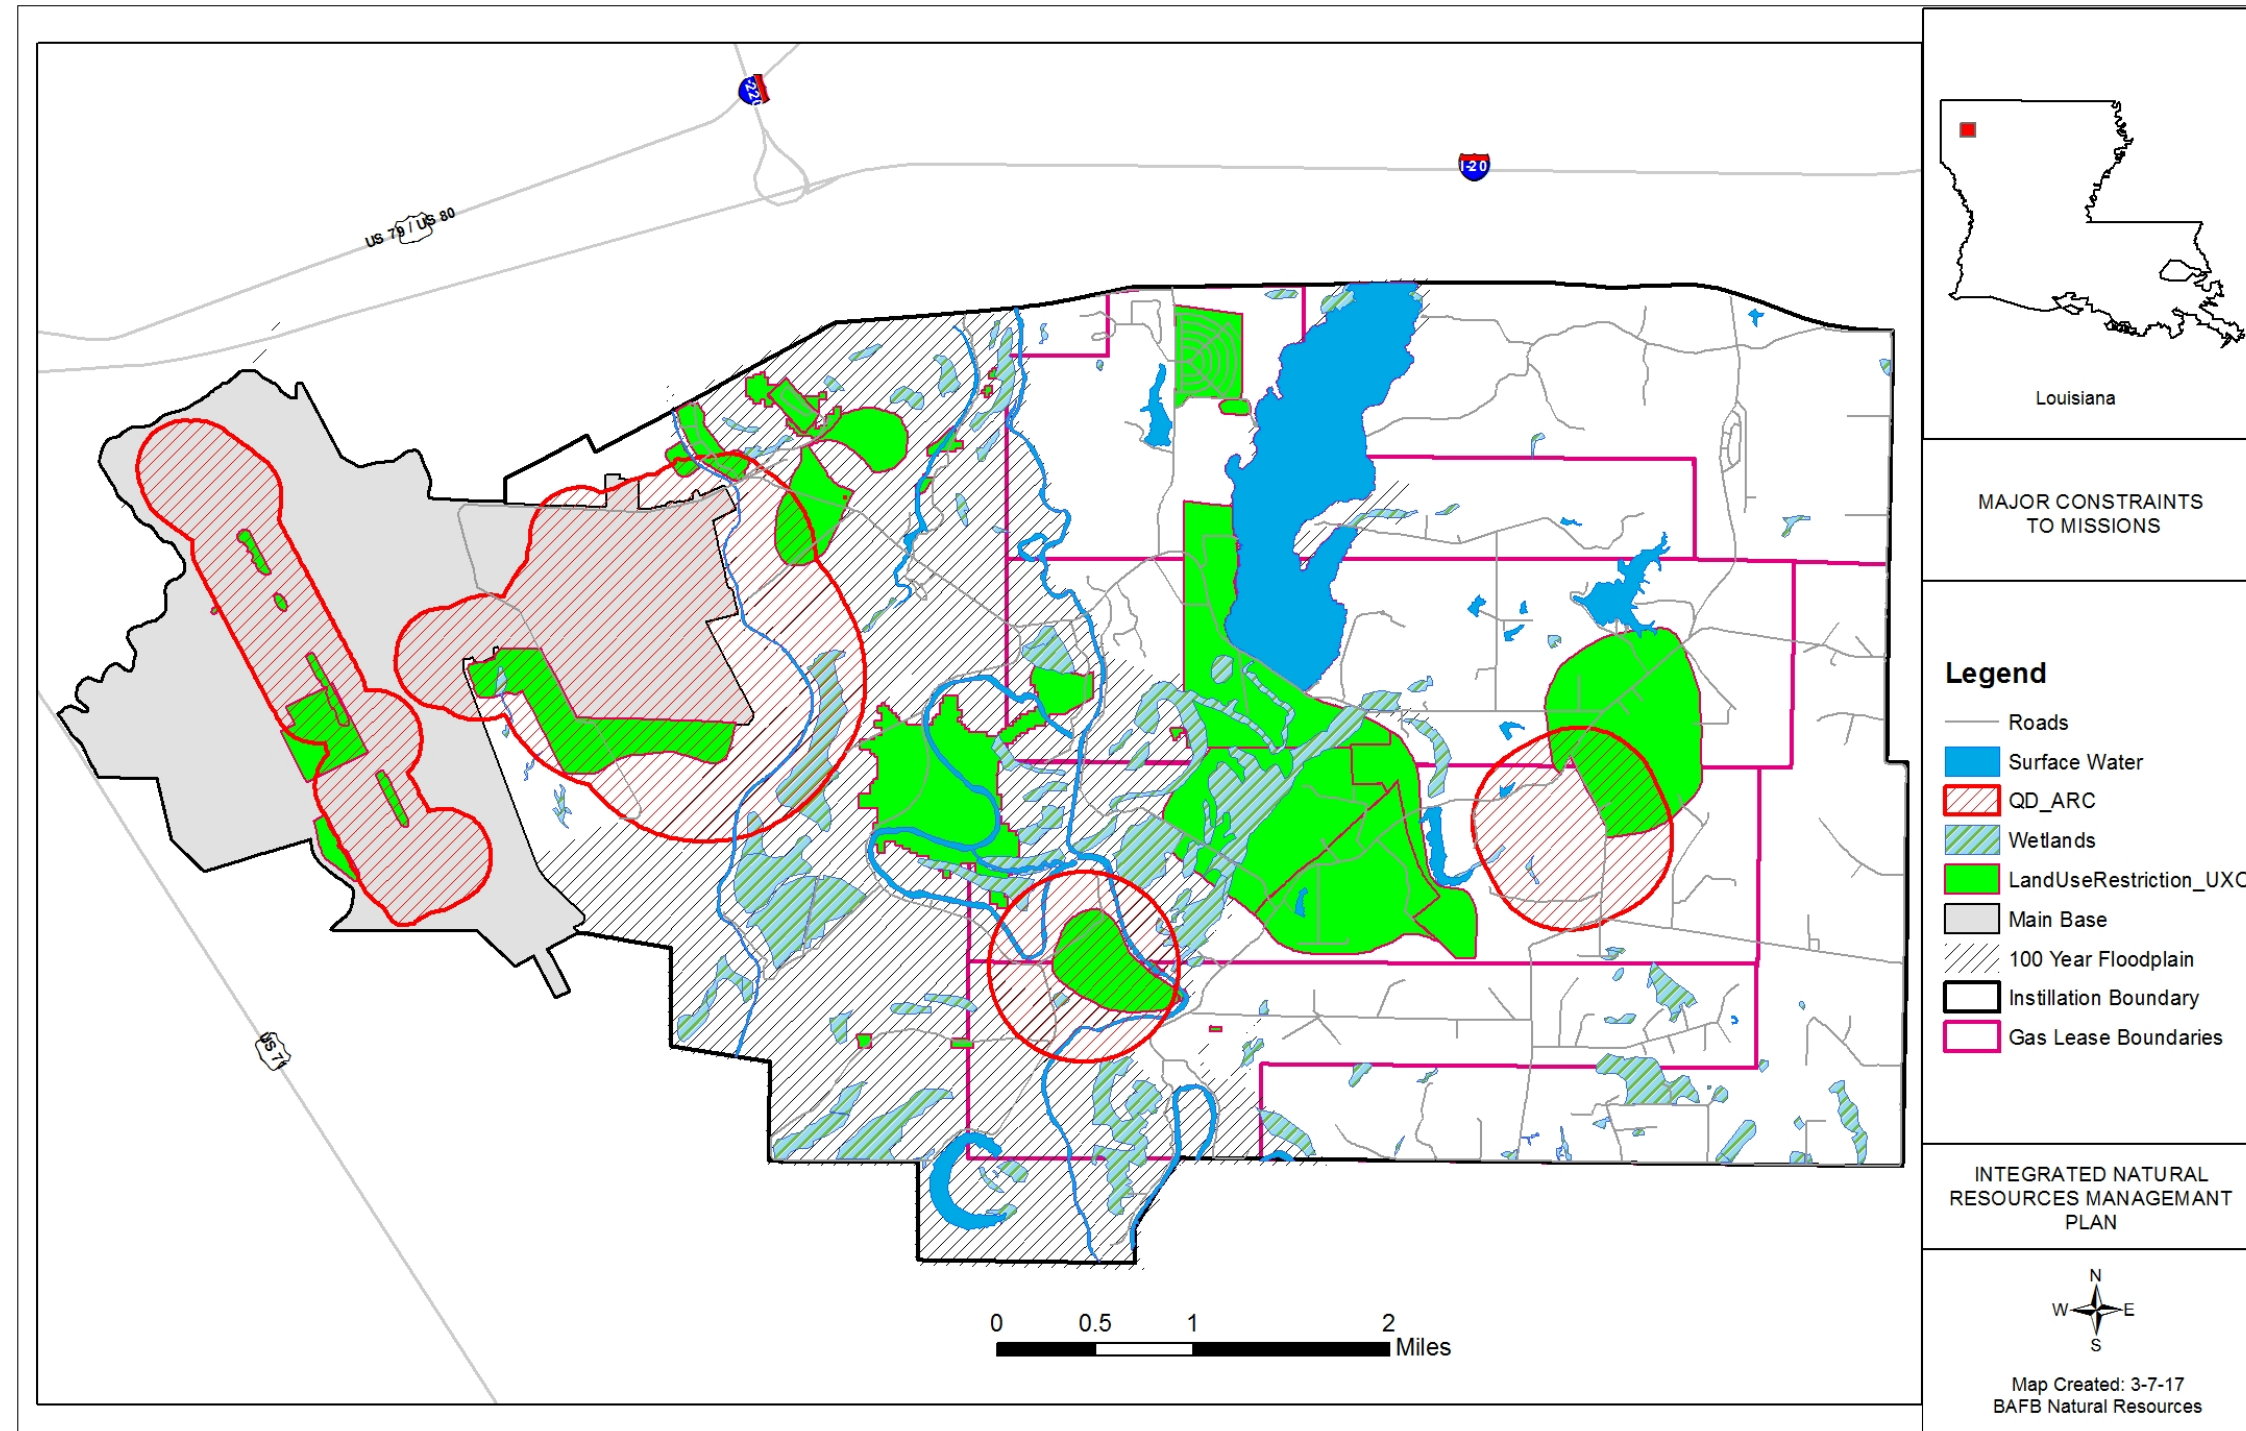 I-220
I-20
US 79 / US 80
Louisiana
MAJOR CONSTRAINTS
TO MISSIONS
Legend
Roads
Surface Water
QD_ARC
Wetlands
LandUseRestriction_UXO
Main Base
100 Year Floodplain
Instillation Boundary
Gas Lease Boundaries
US 71
INTEGRATED NATURAL
RESOURCES MANAGEMANT
PLAN
N
W E
S
0 0.5 1 2
Miles
Map Created: 3-7-17
BAFB Natural Resources